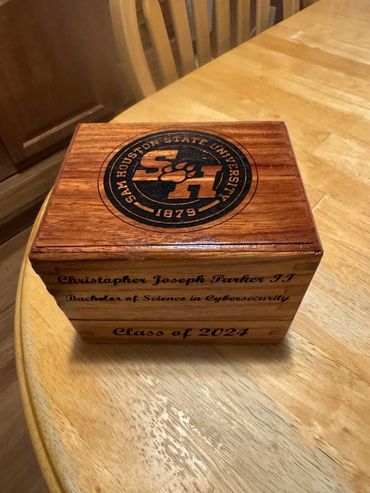 SAM HOUSTON STATE UNIVERSITY
SH
1879
Christopher Joseph Parker II
Bachelor of Science in Cybersecurity
Class of 2024